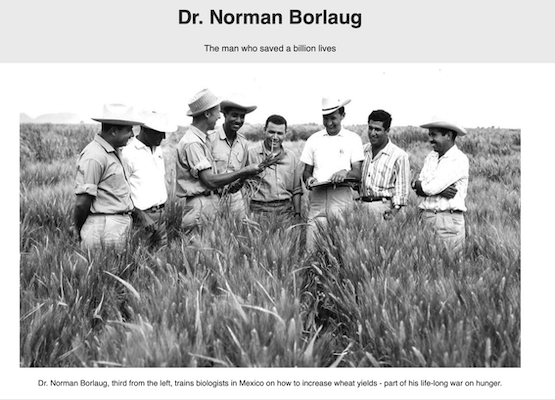 Dr. Norman Borlaug
The man who saved a billion lives
Dr. Norman Borlaug, third from the left, trains biologists in Mexico on how to increase wheat yields - part of his life-long war on hunger.